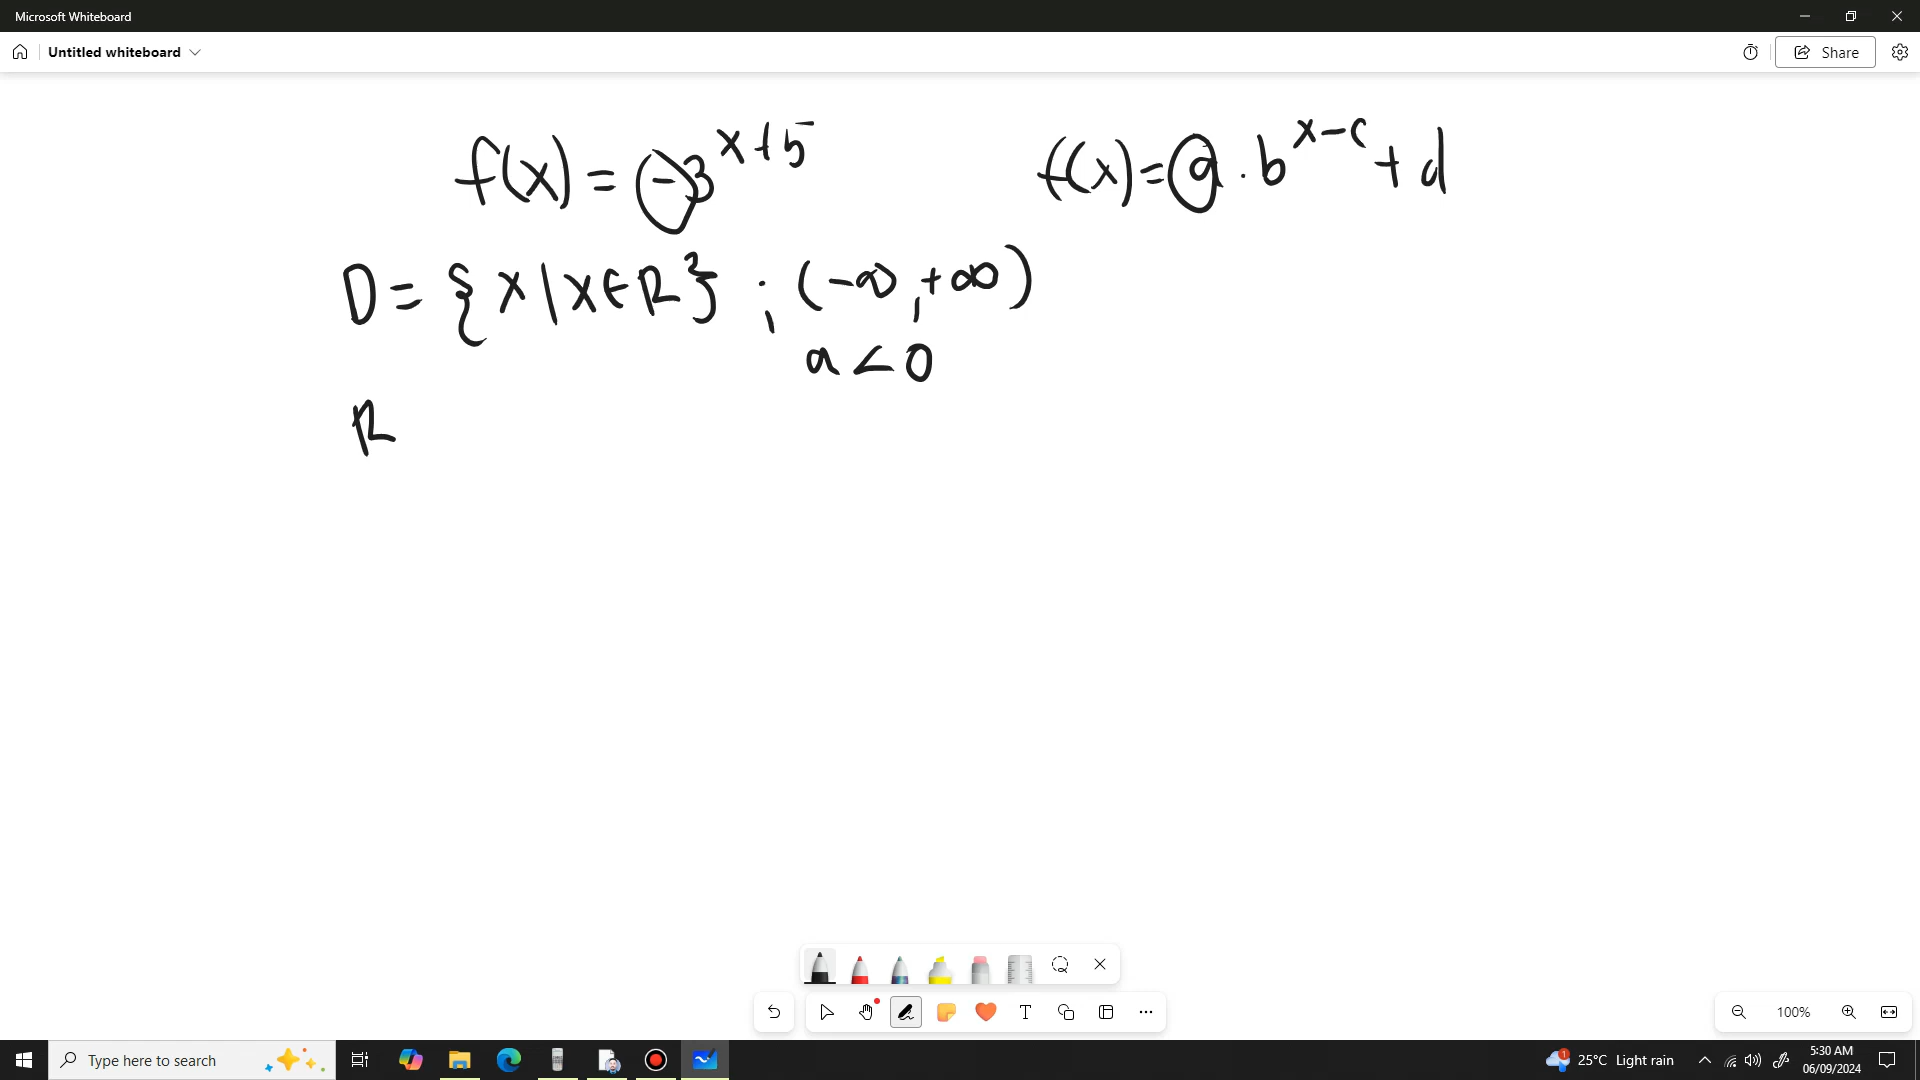 Microsoft Whiteboard
Untitled whiteboard
Share
f(x) = -3^{x+5}    f(x) = a · b^{x-c} + d
D = { x | x ∈ R } ; (-∞, +∞)
a < 0
R
100%
Type here to search
1
25°C Light rain
5:30 AM
06/09/2024